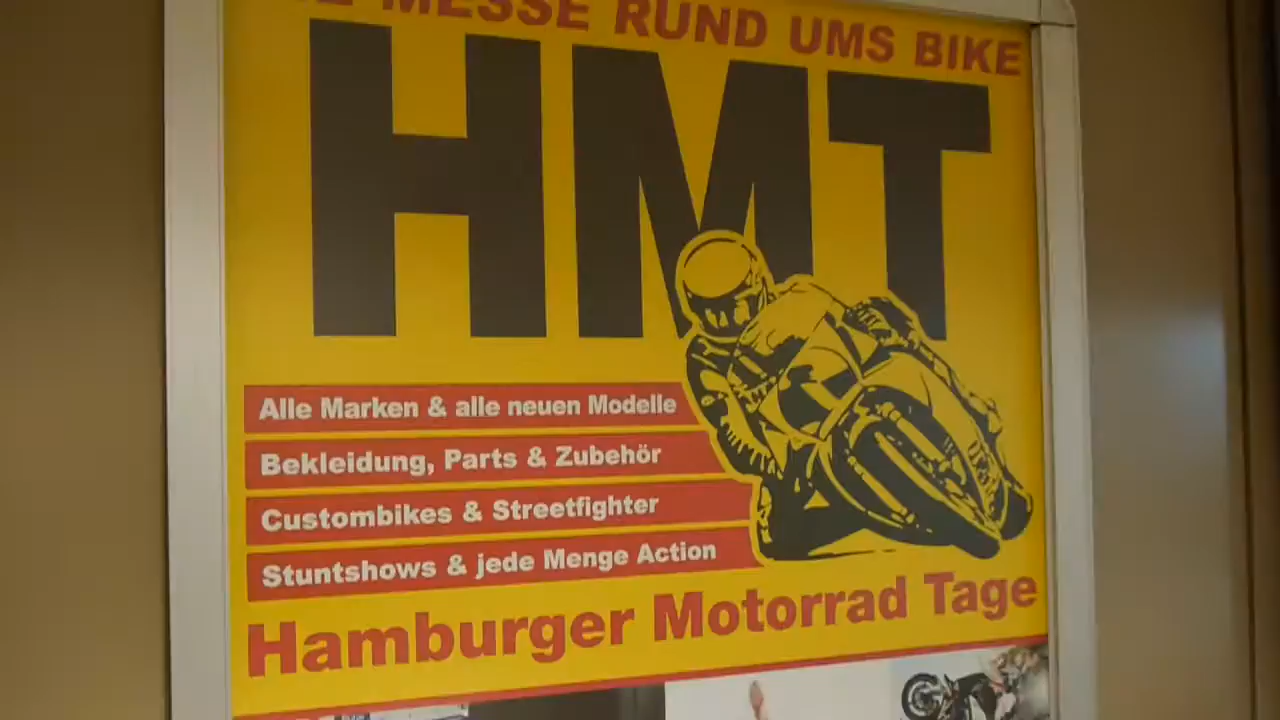 MESSE RUND UMS BIKE
HMT
Alle Marken & alle neuen Modelle
Bekleidung, Parts & Zubehör
Custombikes & Streetfighter
Stuntshows & jede Menge Action
Hamburger Motorrad Tage